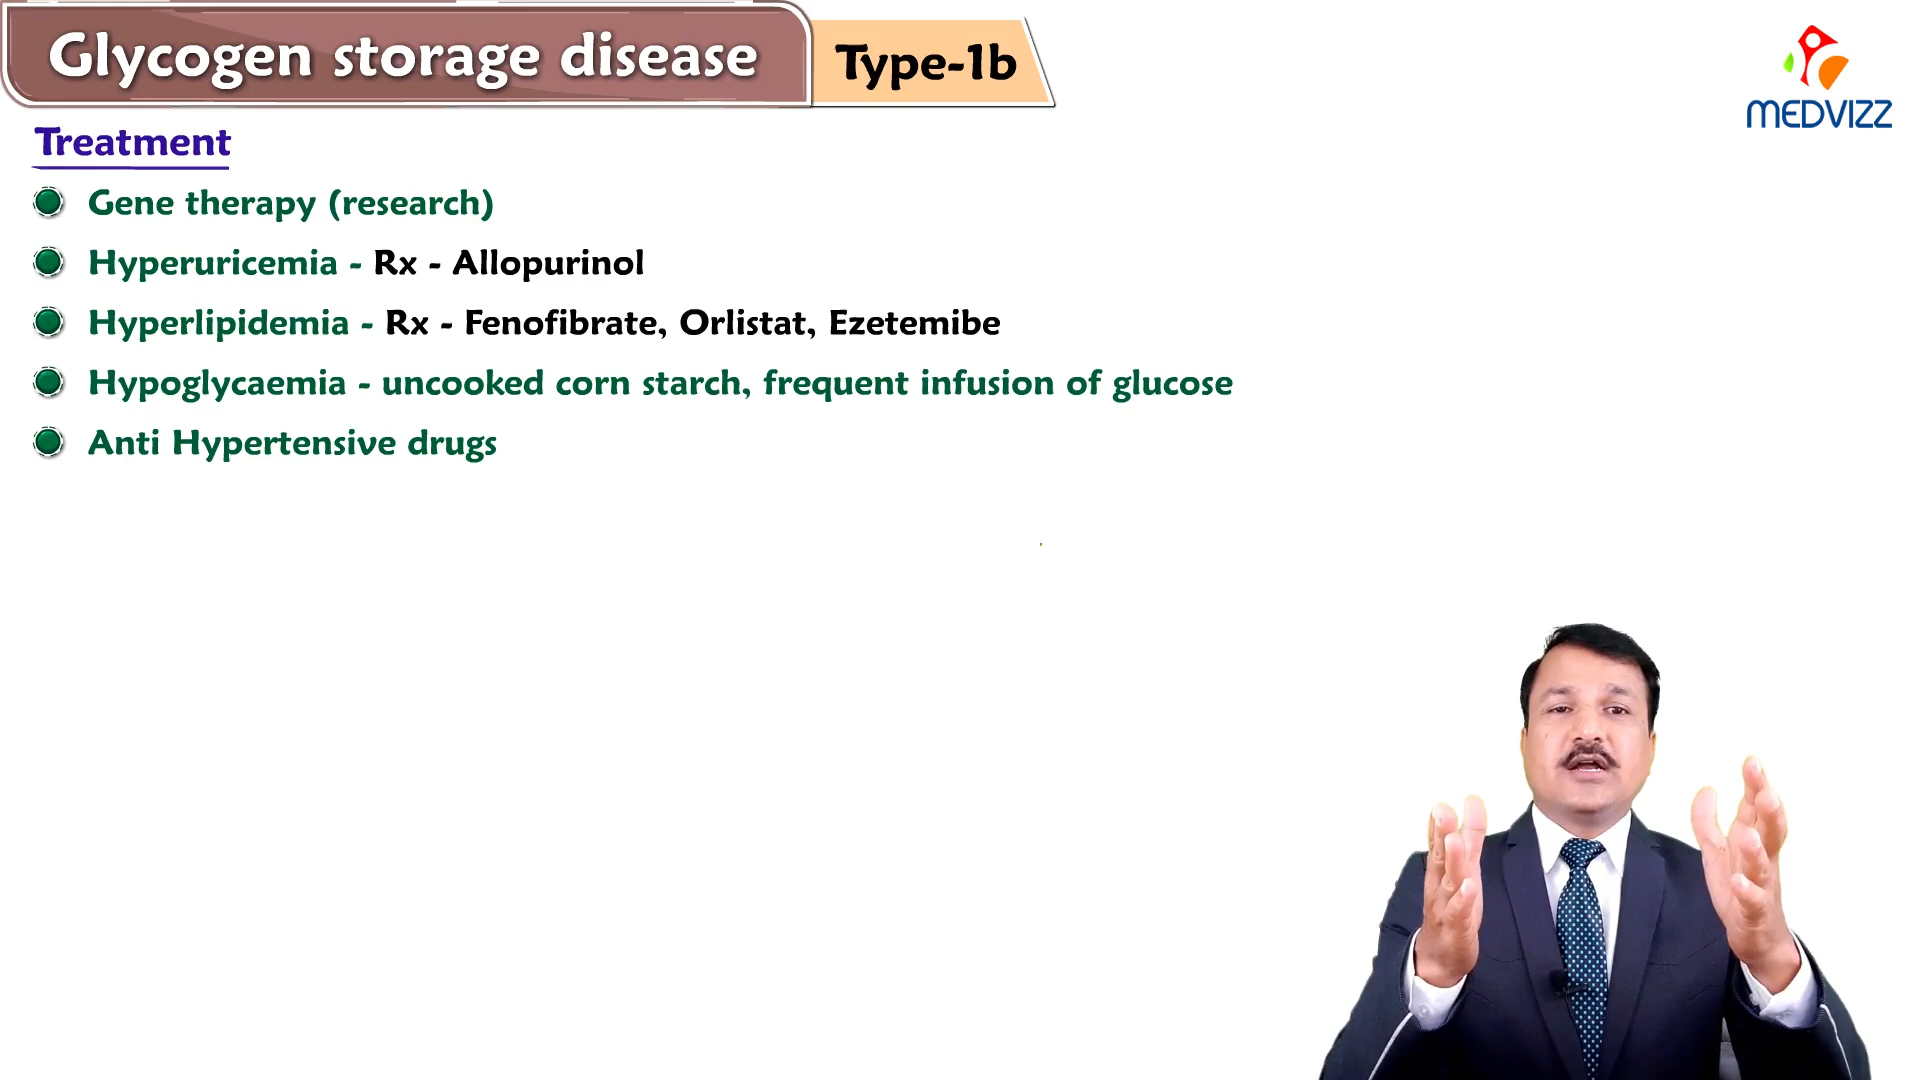 Glycogen storage disease Type-1b
MEDVIZZ
Treatment
Gene therapy (research)
Hyperuricemia - Rx - Allopurinol
Hyperlipidemia - Rx - Fenofibrate, Orlistat, Ezetemibe
Hypoglycaemia - uncooked corn starch, frequent infusion of glucose
Anti Hypertensive drugs